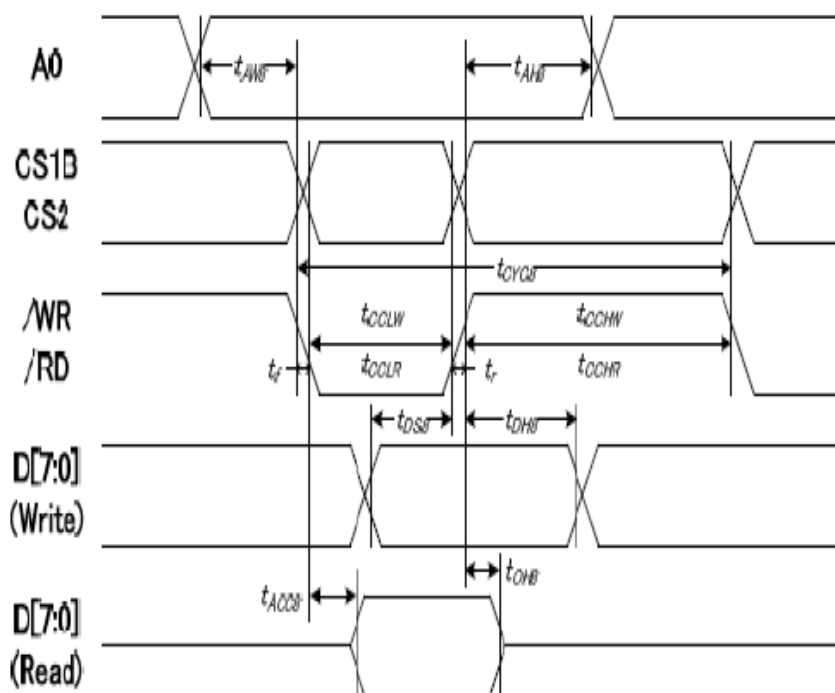 A0
tAW8
tAH8
CS1B
CS2
tCYC8
/WR
/RD
tCCLW
tCCHW
tf
tCCLR
tr
tCCHR
D[7:0]
(Write)
tDS8
tDH8
D[7:0]
(Read)
tACC8
tOH8